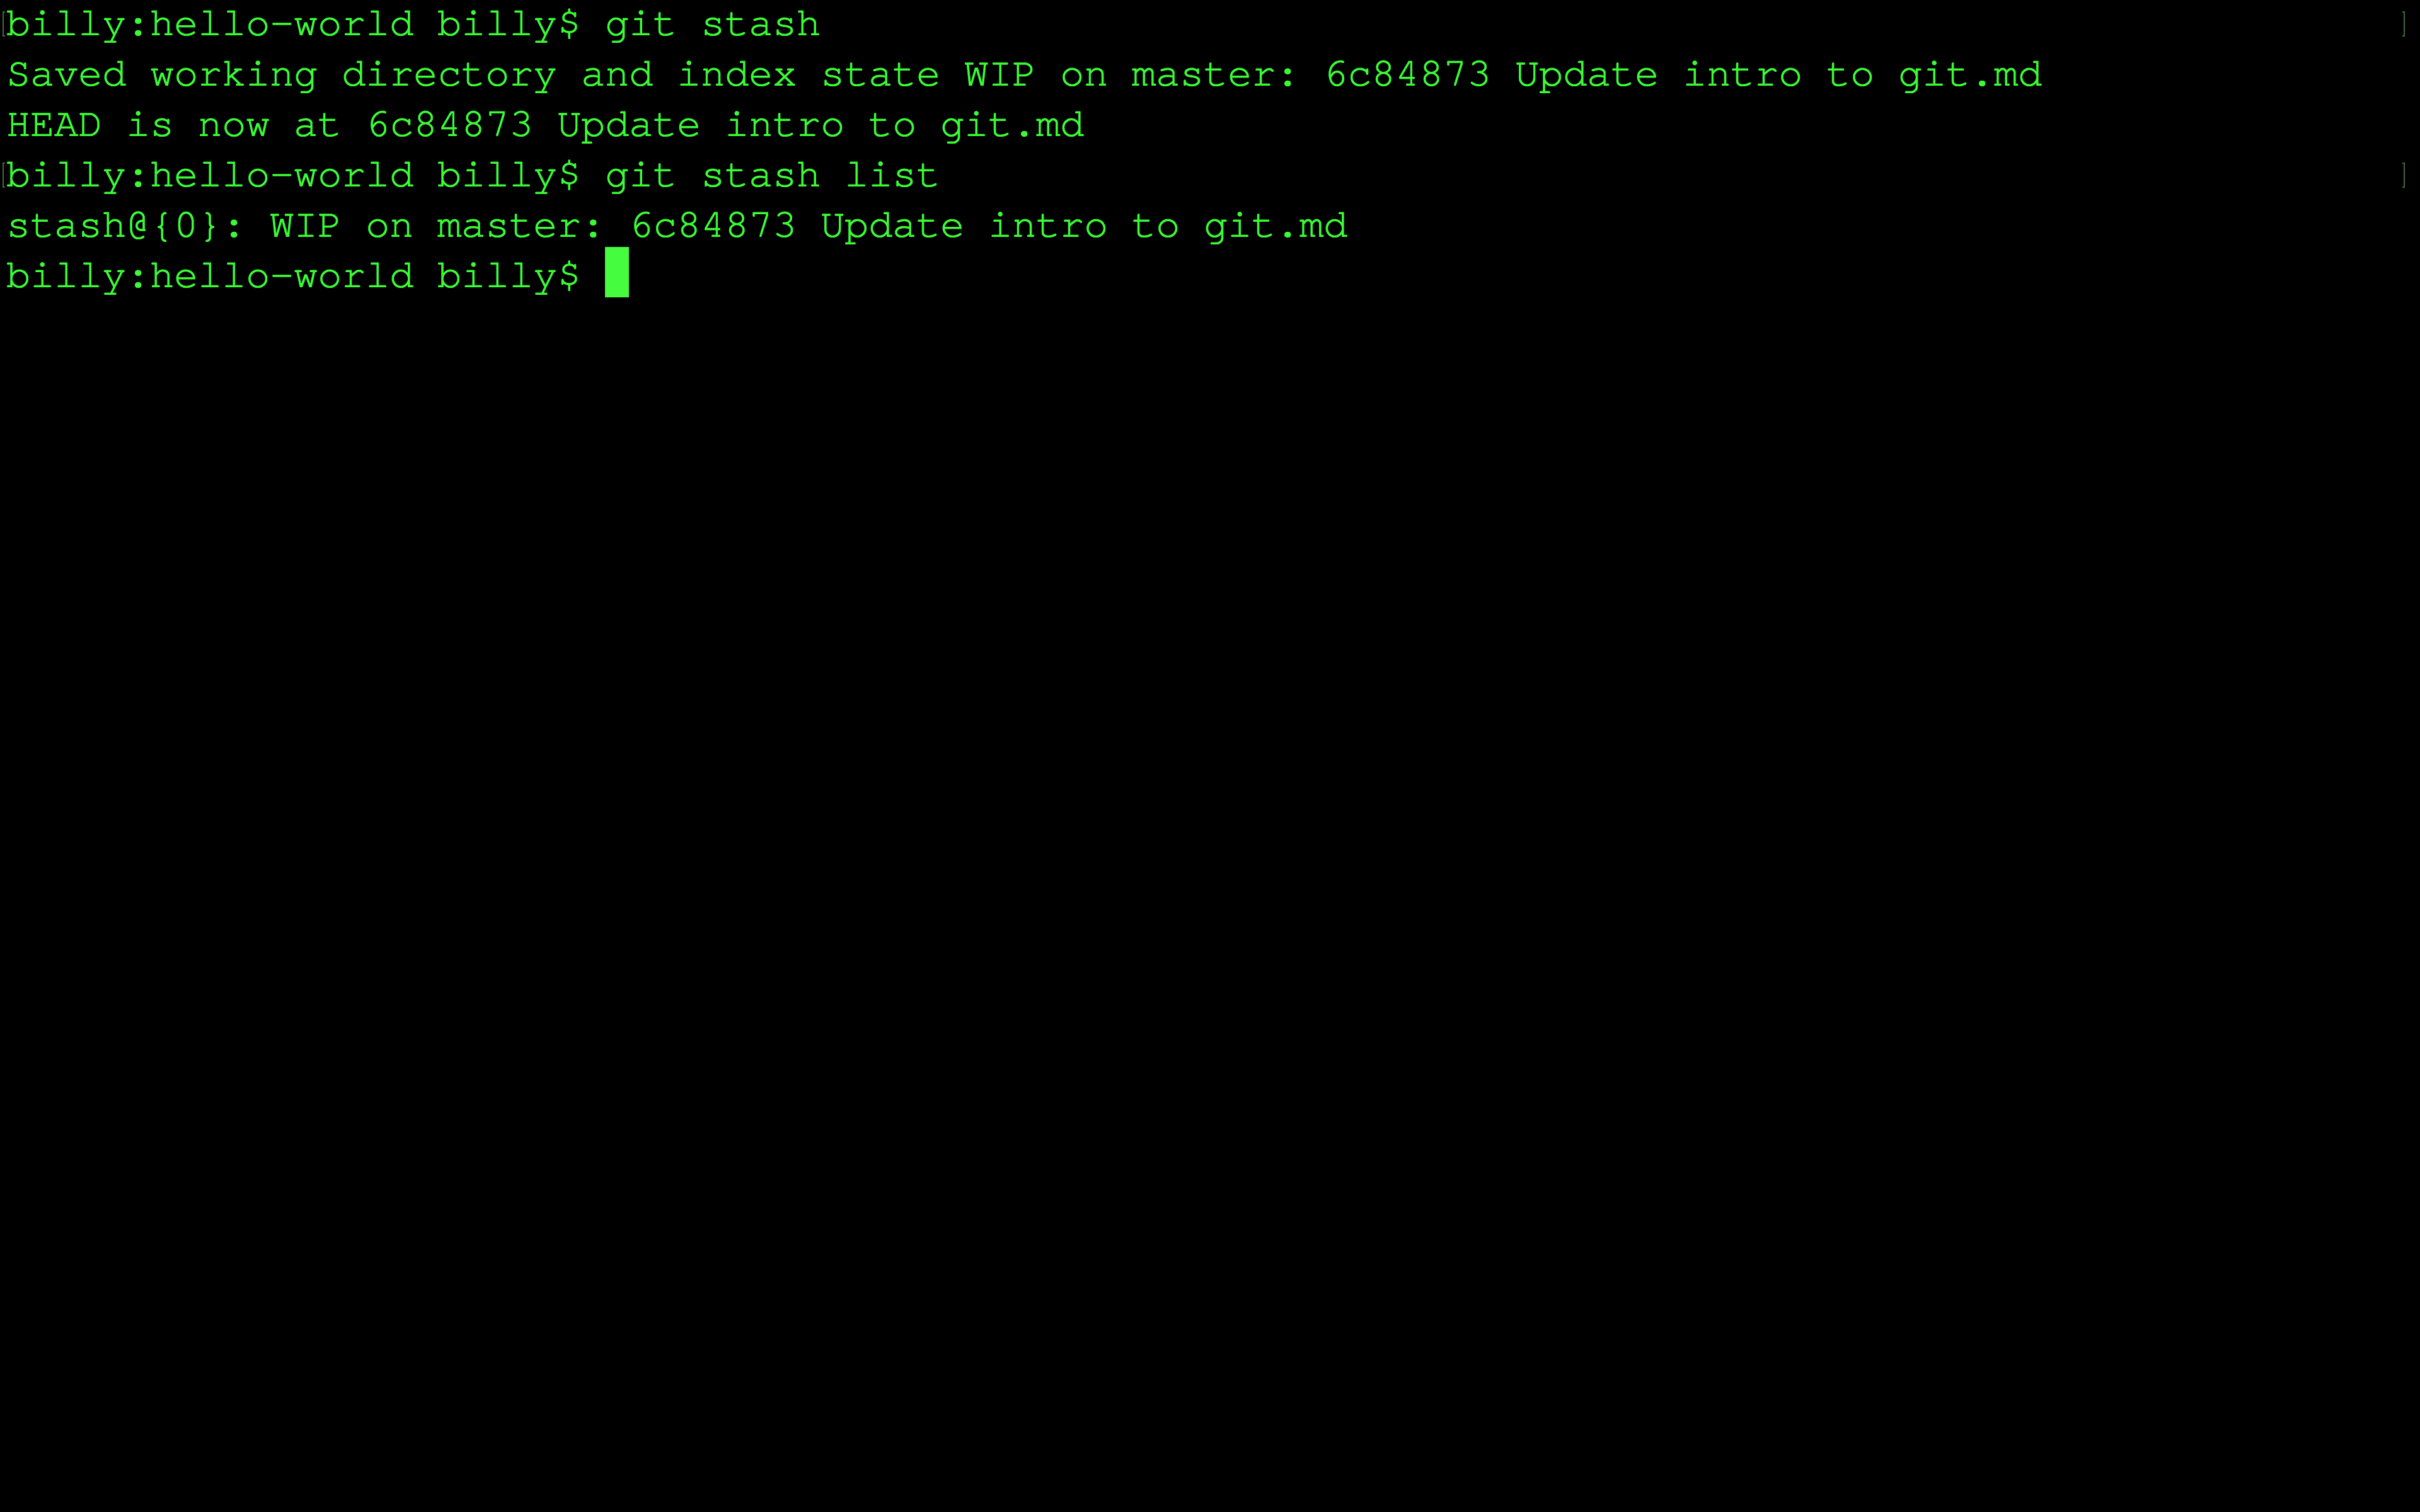 [billy:hello-world billy$ git stash ]
Saved working directory and index state WIP on master: 6c84873 Update intro to git.md
HEAD is now at 6c84873 Update intro to git.md
[billy:hello-world billy$ git stash list ]
stash@{0}: WIP on master: 6c84873 Update intro to git.md
billy:hello-world billy$